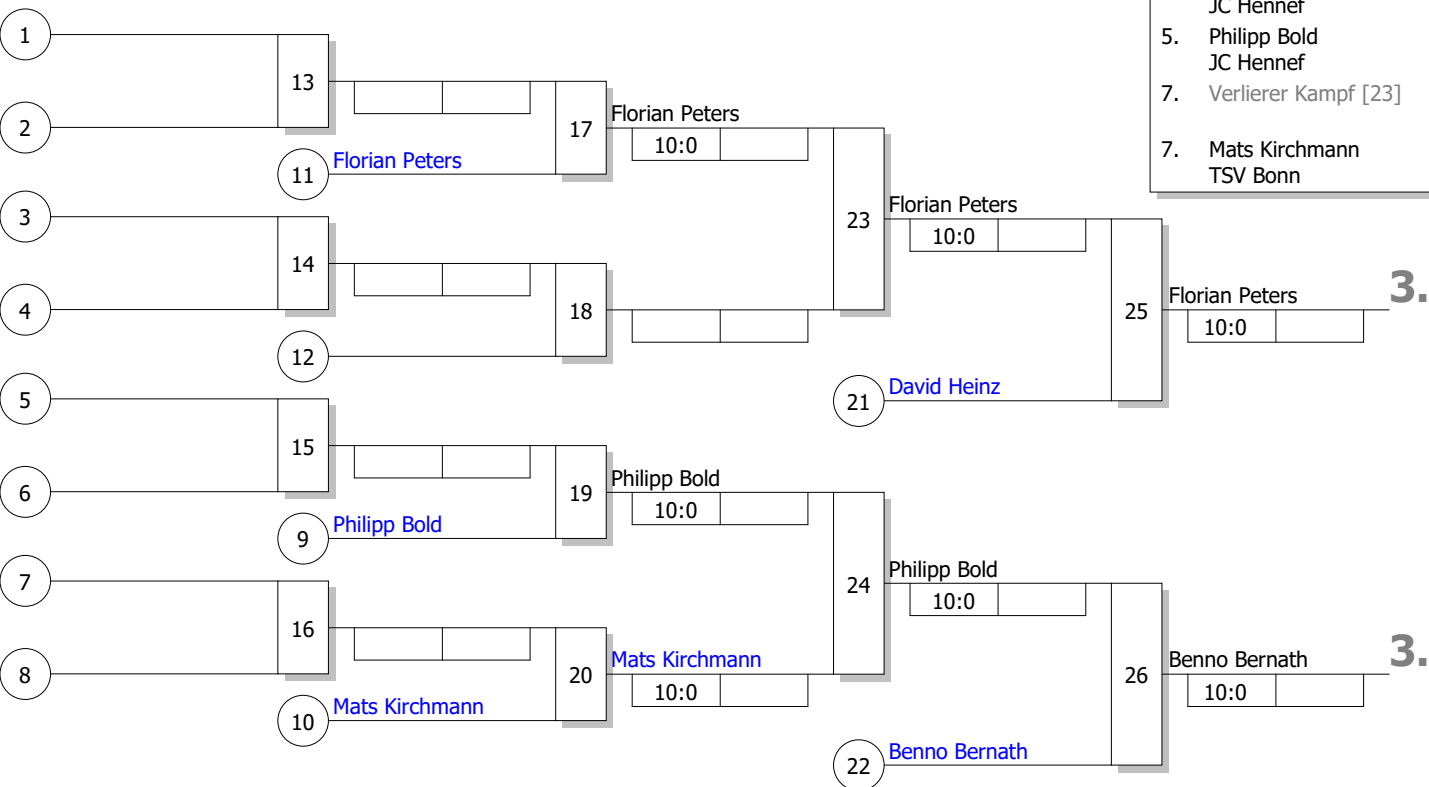 JC Hennef
5. Philipp Bold
JC Hennef
7. Verlierer Kampf [23]
7. Mats Kirchmann
TSV Bonn
1
13
2
17
Florian Peters
10:0
11
Florian Peters
3
14
4
18
12
23
Florian Peters
10:0
25
Florian Peters
10:0
3.
21
David Heinz
5
15
6
19
Philipp Bold
10:0
9
Philipp Bold
7
16
8
20
Mats Kirchmann
10:0
10
Mats Kirchmann
24
Philipp Bold
10:0
26
Benno Bernath
10:0
3.
22
Benno Bernath